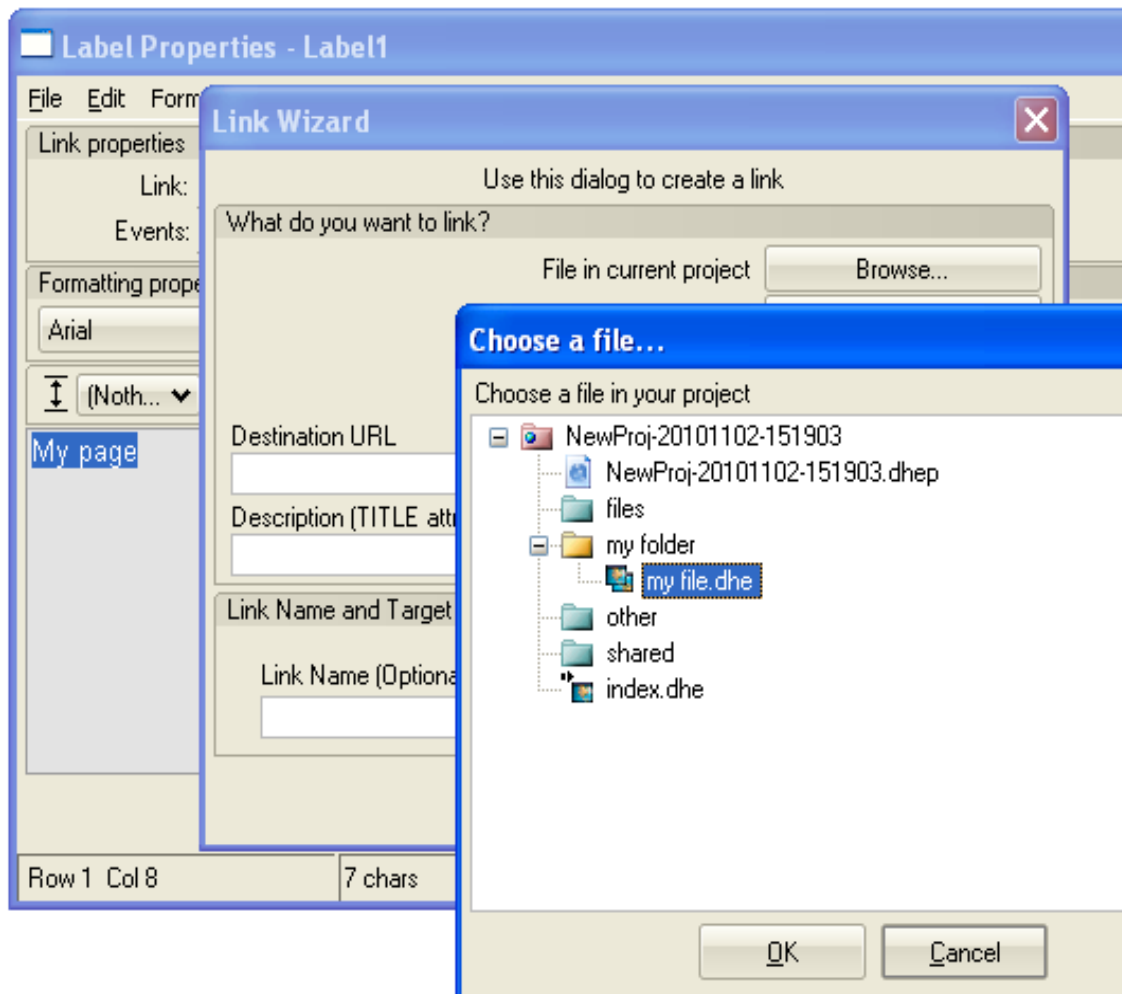 Label Properties - Label1
File Edit Form
Link Wizard
Link properties
Use this dialog to create a link
Link:
What do you want to link?
Events:
File in current project Browse...
Formatting prope
Arial
Choose a file...
(Noth...
Choose a file in your project
My page
Destination URL
NewProj-20101102-151903
NewProj-20101102-151903.dhep
Description (TITLE att
files
my folder
my file.dhe
Link Name and Target
other
shared
Link Name (Optiona
index.dhe
Row 1 Col 8
7 chars
OK Cancel